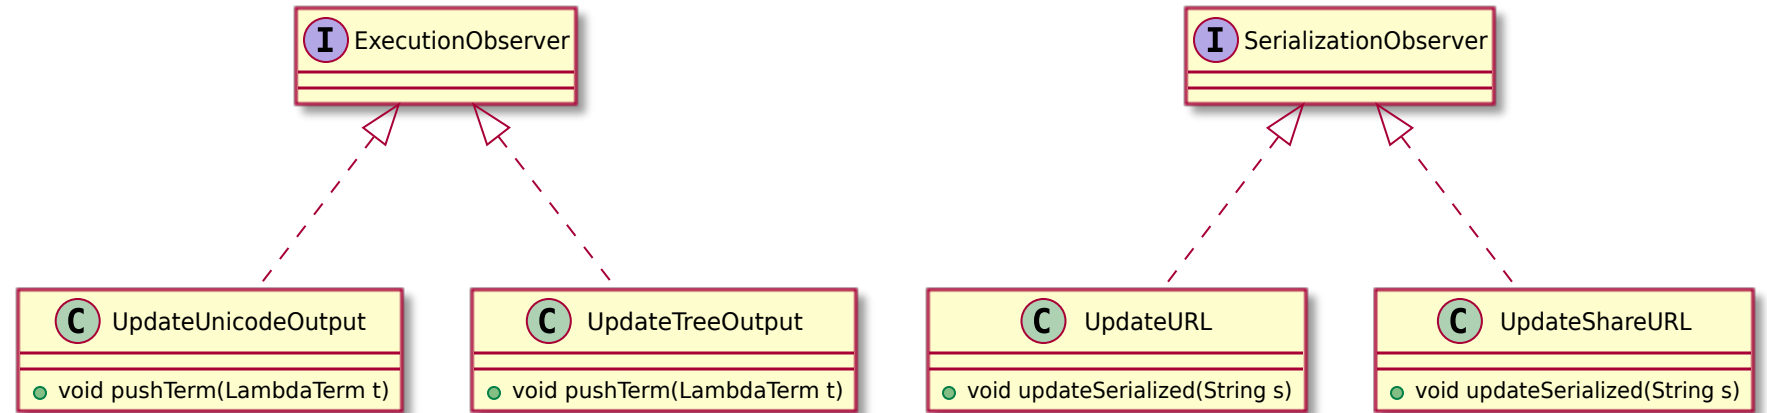 I ExecutionObserver
I SerializationObserver
C UpdateUnicodeOutput
void pushTerm(LambdaTerm t)
C UpdateTreeOutput
void pushTerm(LambdaTerm t)
C UpdateURL
void updateSerialized(String s)
C UpdateShareURL
void updateSerialized(String s)